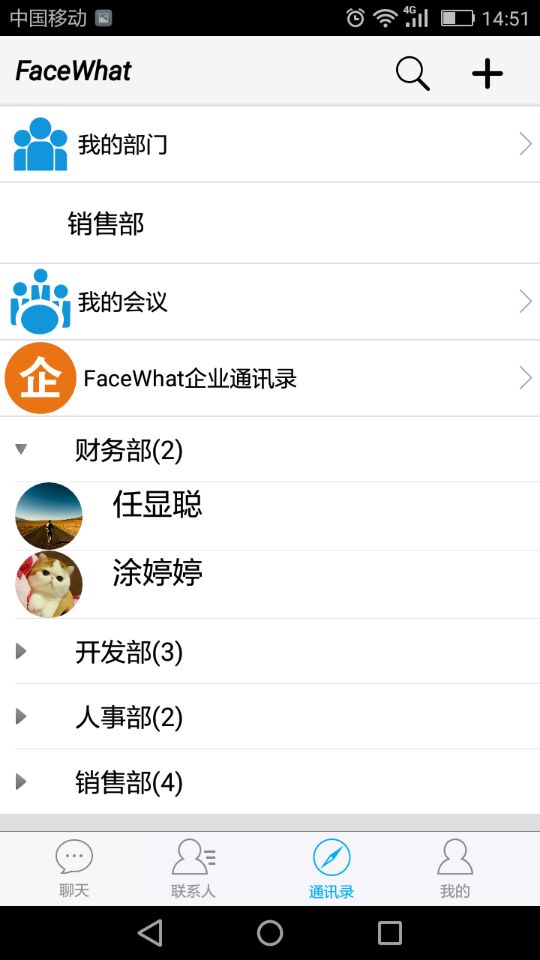 中国移动 4G 14:51
FaceWhat
我的部门
销售部
我的会议
企 FaceWhat企业通讯录
财务部(2)
任显聪
涂婷婷
开发部(3)
人事部(2)
销售部(4)
聊天 联系人 通讯录 我的